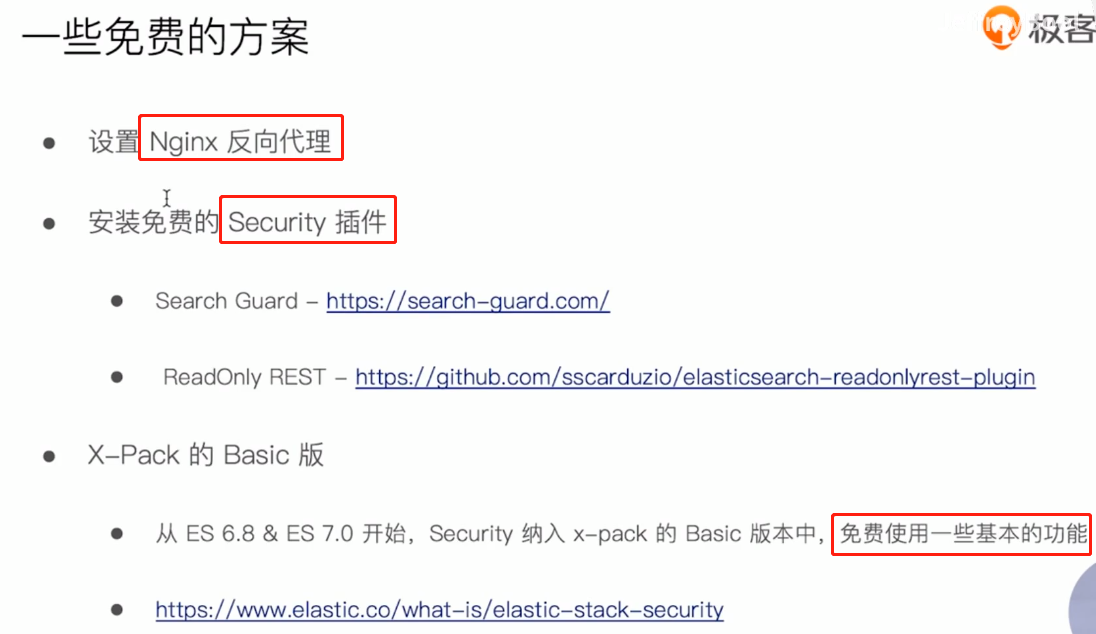 一些免费的方案
极客
设置 Nginx 反向代理
安装免费的 Security 插件
Search Guard – https://search-guard.com/
ReadOnly REST – https://github.com/sscarduzio/elasticsearch-readonlyrest-plugin
X-Pack 的 Basic 版
从 ES 6.8 & ES 7.0 开始，Security 纳入 x-pack 的 Basic 版本中，免费使用一些基本的功能
https://www.elastic.co/what-is/elastic-stack-security